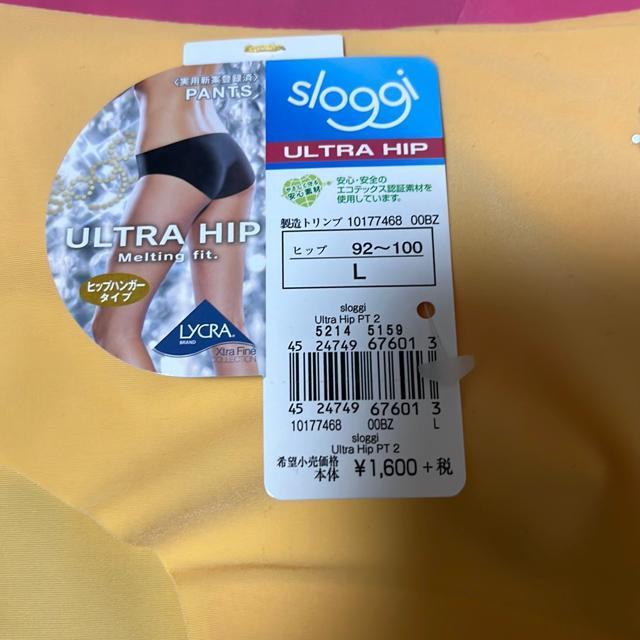 〈実用新案登録済〉
PANTS
ULTRA HIP
Melting fit.
ヒップハンガー
タイプ
LYCRA®
BRAND
Xtra Fine
COLLECTION
sloggi
ULTRA HIP
安心素材
安心・安全の
エコテックス認証素材を
使用しています。
製造トリンプ 10177468 00BZ
ヒップ 92〜100
L
sloggi
Ultra Hip PT 2
5214 5159
45 24749 67601 3
45 24749 67601 3
10177468 00BZ L
sloggi
Ultra Hip PT 2
希望小売価格
本体 ¥1,600+税